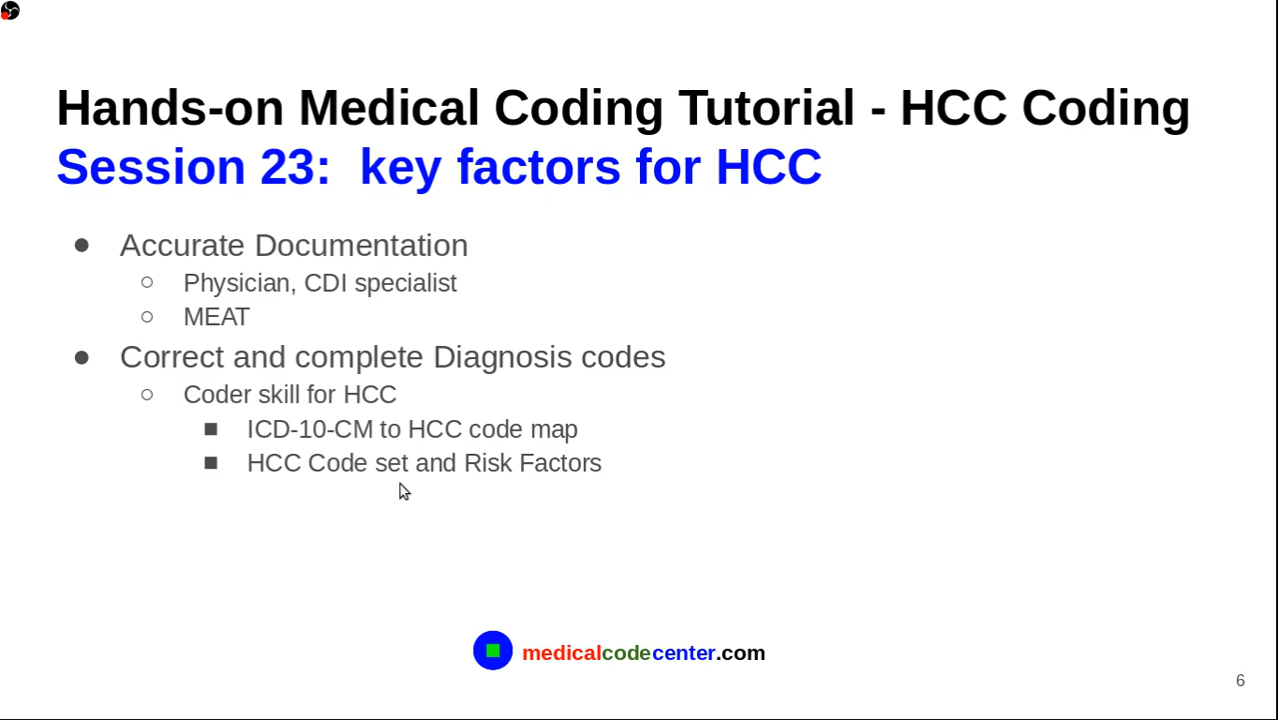 Hands-on Medical Coding Tutorial - HCC Coding
Session 23:  key factors for HCC
● Accurate Documentation
○ Physician, CDI specialist
○ MEAT
● Correct and complete Diagnosis codes
○ Coder skill for HCC
■ ICD-10-CM to HCC code map
■ HCC Code set and Risk Factors
medicalcodecenter.com
6